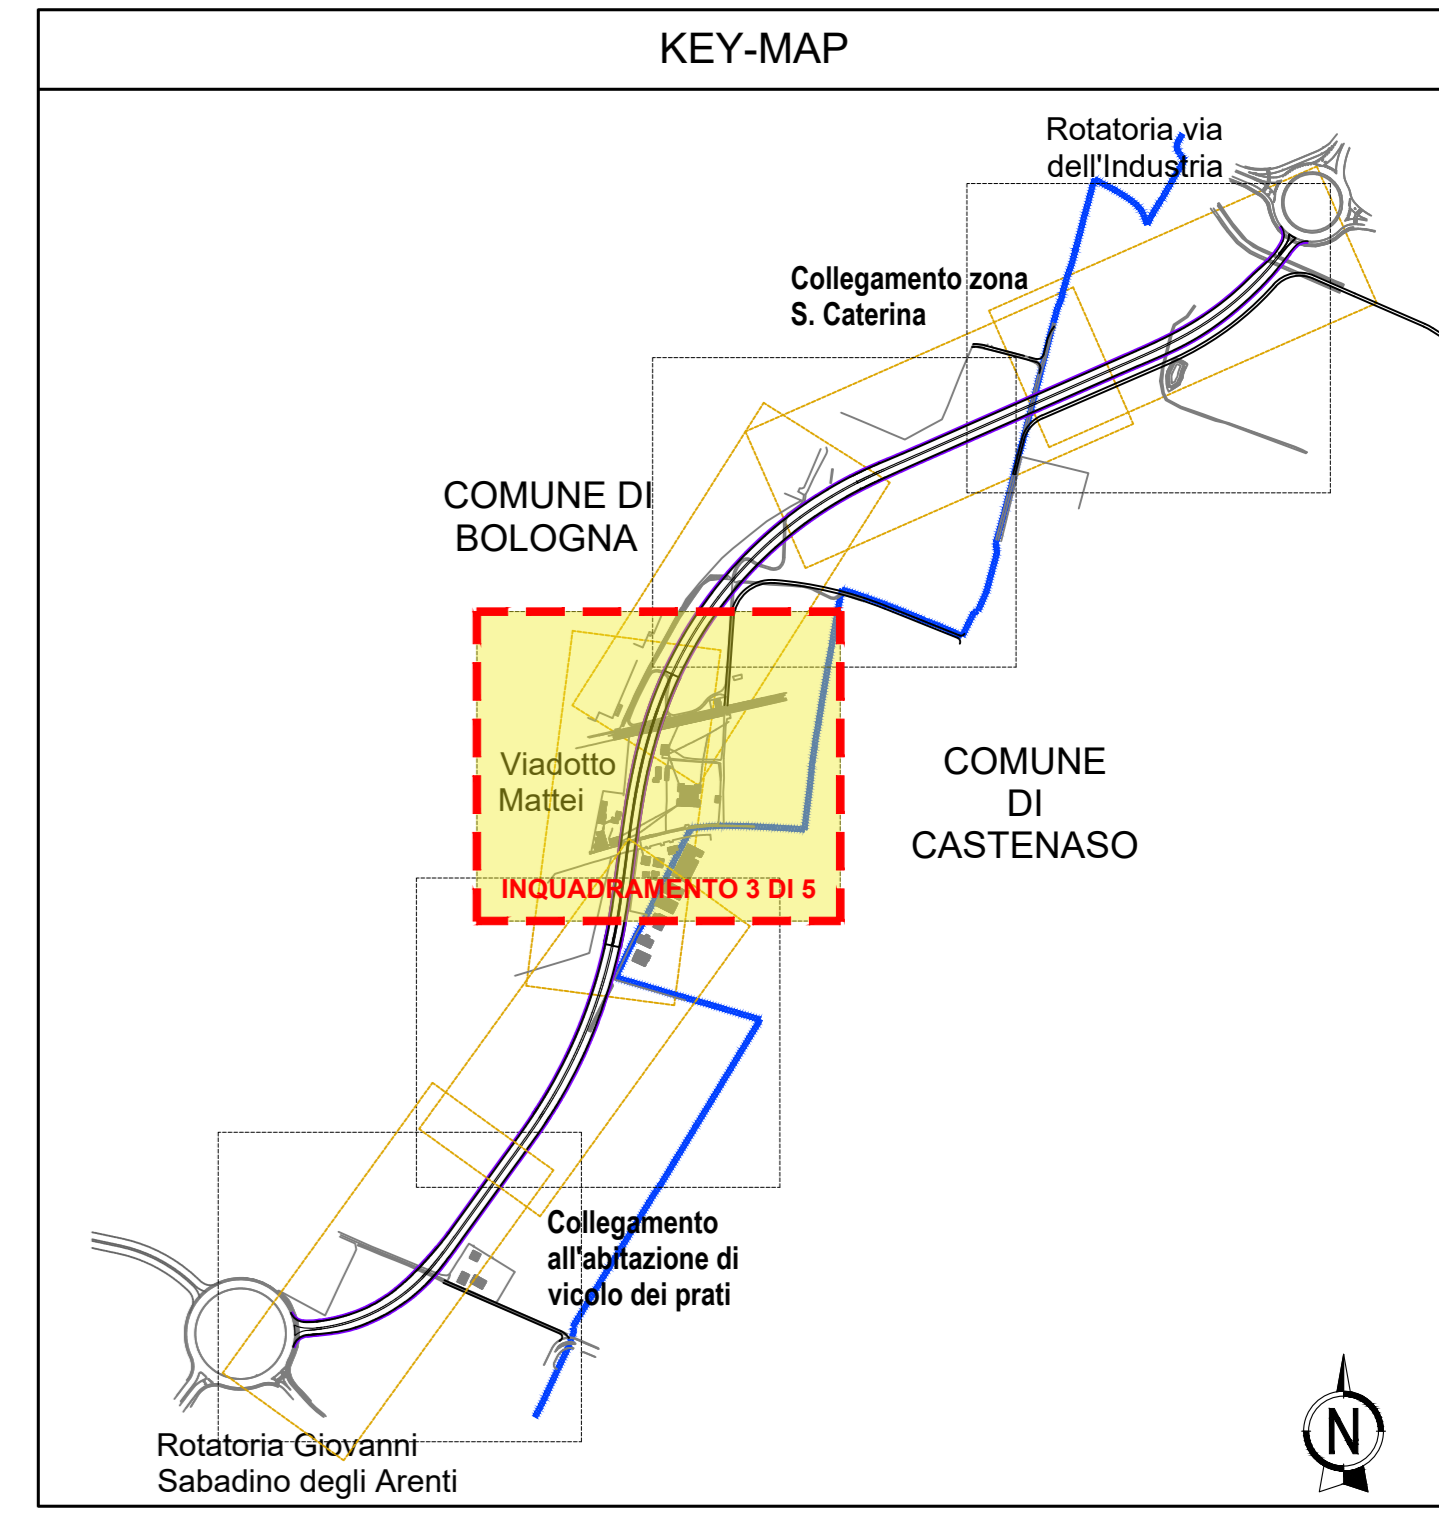 KEY-MAP
Rotatoria via
dell'Industria
Collegamento zona
S. Caterina
COMUNE DI
BOLOGNA
Viadotto
Mattei
COMUNE
DI
CASTENASO
INQUADRAMENTO 3 DI 5
Collegamento
all'abitazione di
vicolo dei prati
Rotatoria Giovanni
Sabadino degli Arenti
N